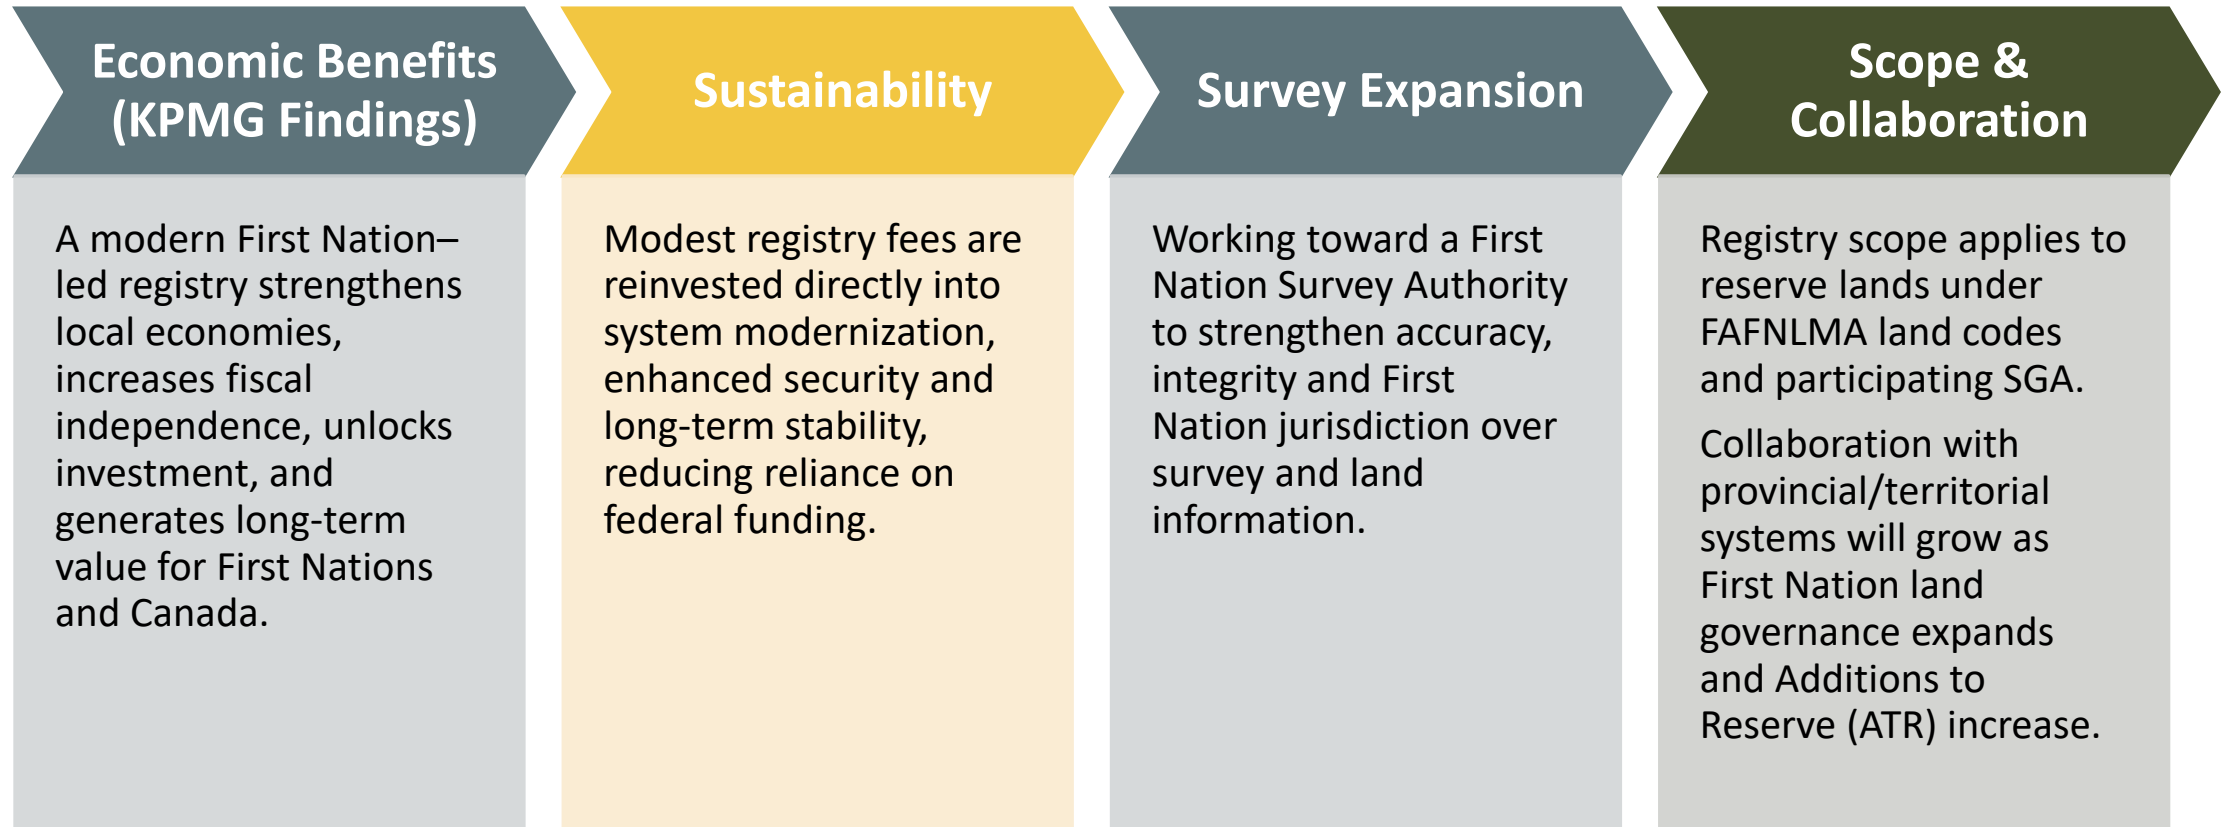 Economic Benefits
(KPMG Findings)
A modern First Nation–
led registry strengthens
local economies,
increases fiscal
independence, unlocks
investment, and
generates long-term
value for First Nations
and Canada.
Sustainability
Modest registry fees are
reinvested directly into
system modernization,
enhanced security and
long-term stability,
reducing reliance on
federal funding.
Survey Expansion
Working toward a First
Nation Survey Authority
to strengthen accuracy,
integrity and First
Nation jurisdiction over
survey and land
information.
Scope &
Collaboration
Registry scope applies to
reserve lands under
FAFNLMA land codes
and participating SGA.
Collaboration with
provincial/territorial
systems will grow as
First Nation land
governance expands
and Additions to
Reserve (ATR) increase.